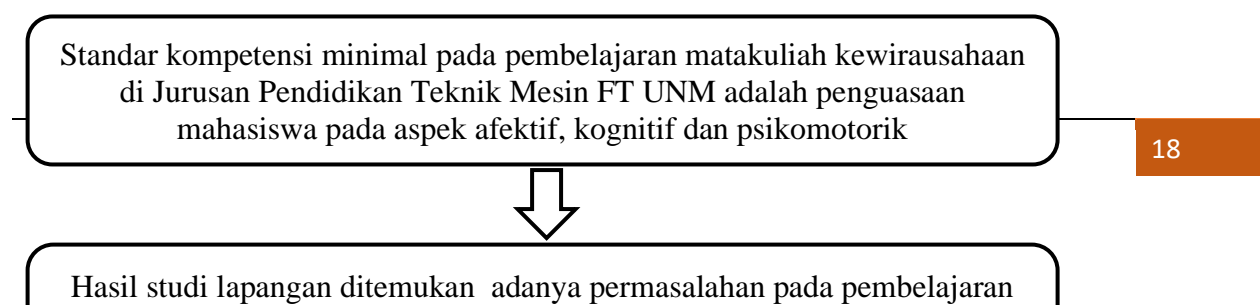 Standar kompetensi minimal pada pembelajaran matakuliah kewirausahaan
di Jurusan Pendidikan Teknik Mesin FT UNM adalah penguasaan
mahasiswa pada aspek afektif, kognitif dan psikomotorik
18
Hasil studi lapangan ditemukan adanya permasalahan pada pembelajaran